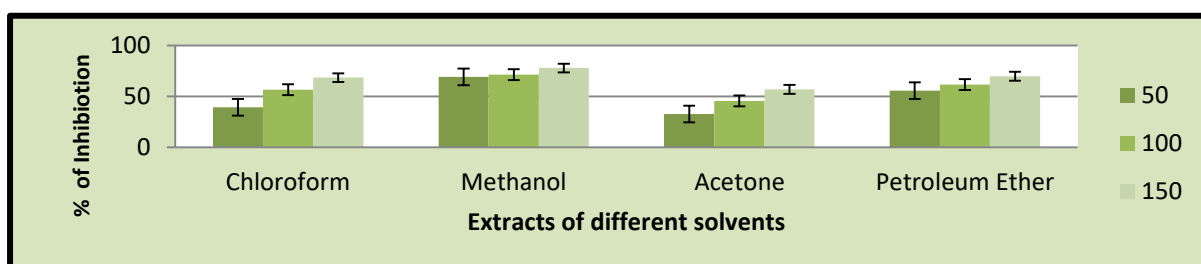 % of Inhibiotion
100
50
0
Chloroform Methanol Acetone Petroleum Ether
Extracts of different solvents
50
100
150